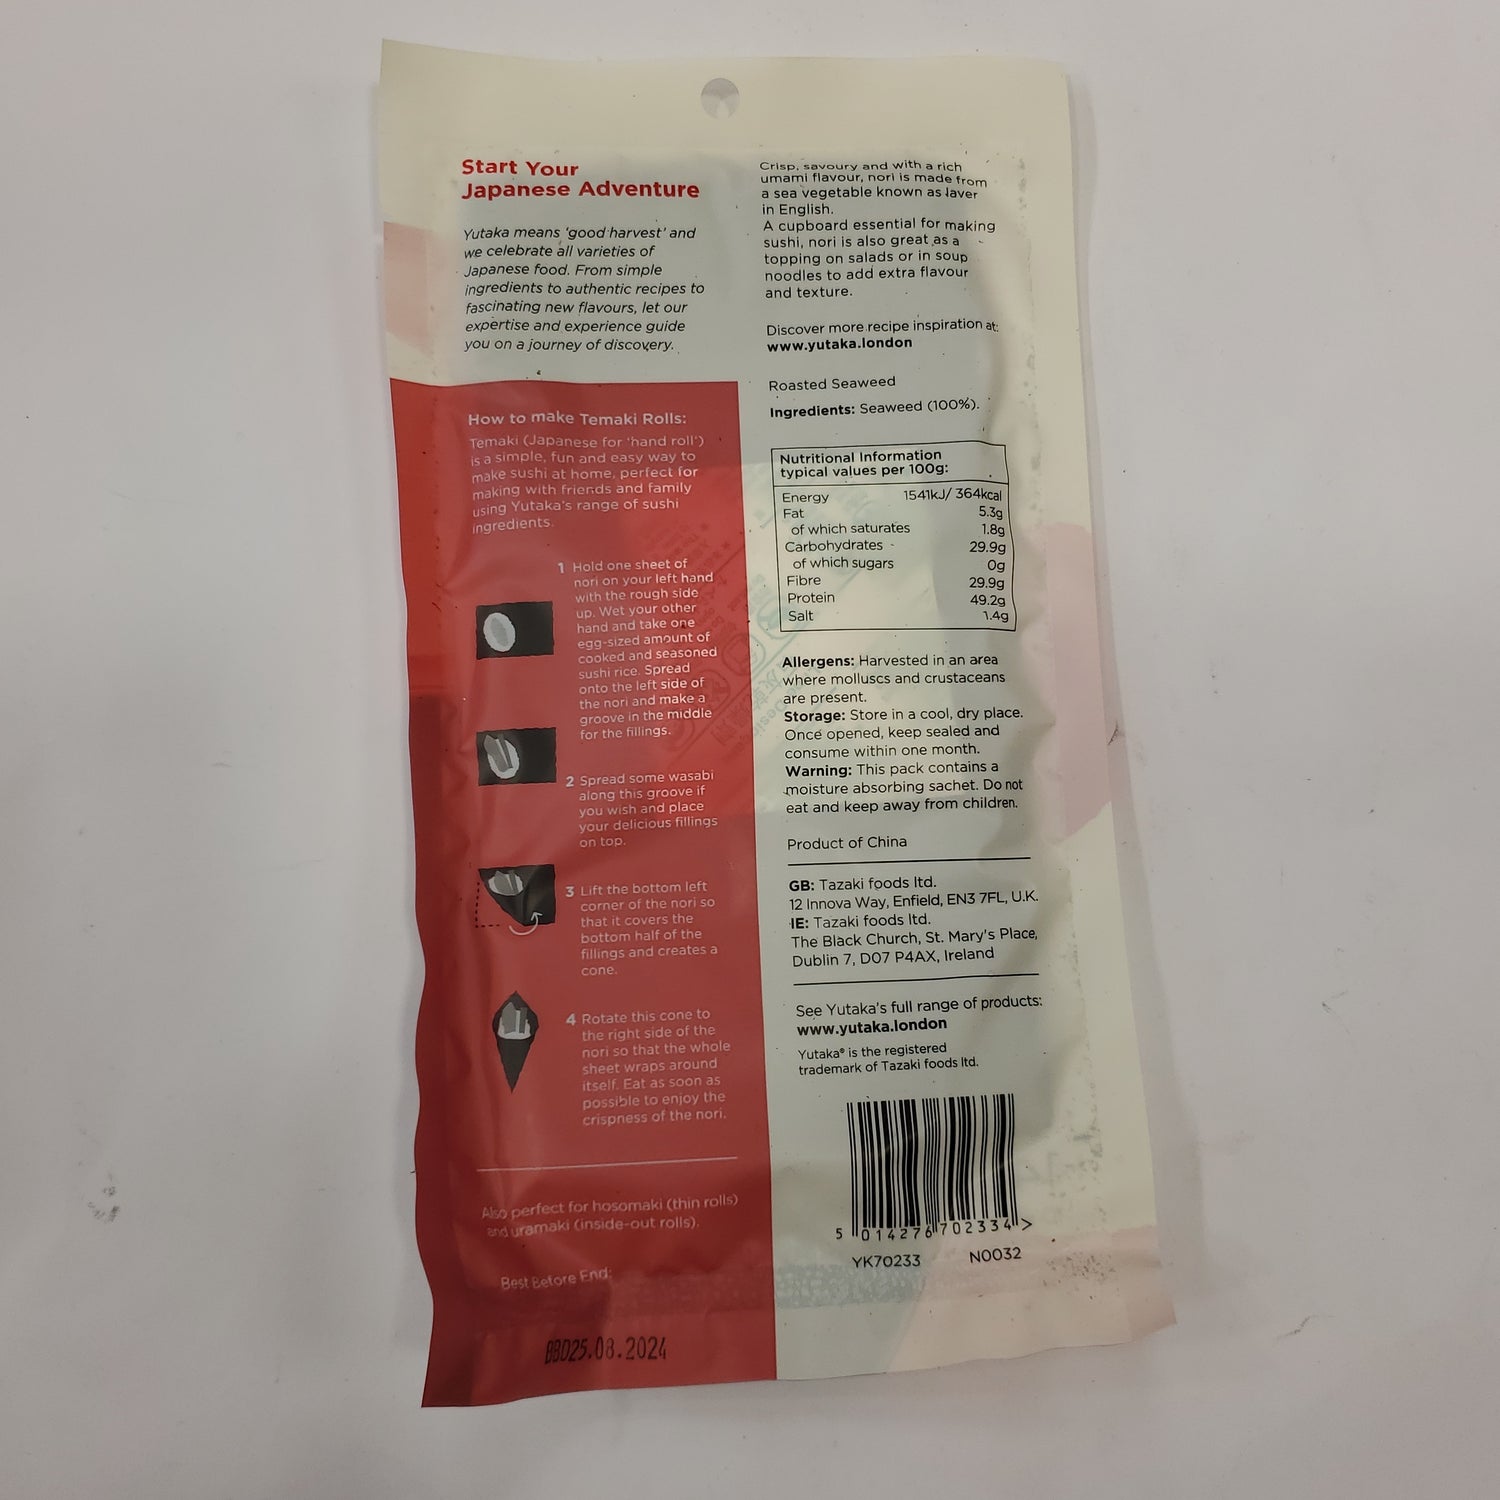 Start Your
Japanese Adventure
Yutaka means 'good harvest' and
we celebrate all varieties of
Japanese food. From simple
ingredients to authentic recipes to
fascinating new flavours, let our
expertise and experience guide
you on a journey of discovery.
How to make Temaki Rolls:
Temaki (Japanese for 'hand roll')
is a simple, fun and easy way to
make sushi at home, perfect for
making with friends and family
using Yutaka's range of sushi
ingredients.
1 Hold one sheet of
nori on your left hand
with the rough side
up. Wet your other
hand and take one
egg-sized amount of
cooked and seasoned
sushi rice. Spread
onto the left side of
the nori and make a
groove in the middle
for the fillings.
2 Spread some wasabi
along this groove if
you wish and place
your delicious fillings
on top.
3 Lift the bottom left
corner of the nori so
that it covers the
bottom half of the
fillings and creates a
cone.
4 Rotate this cone to
the right side of the
nori so that the whole
sheet wraps around
itself. Eat as soon as
possible to enjoy the
crispness of the nori.
Also perfect for hosomaki (thin rolls)
and uramaki (inside-out rolls).
Best Before End:
BBD25.08.2024
Crisp, savoury and with a rich
umami flavour, nori is made from
a sea vegetable known as laver
in English.
A cupboard essential for making
sushi, nori is also great as a
topping on salads or in soup
noodles to add extra flavour
and texture.
Discover more recipe inspiration at:
www.yutaka.london
Roasted Seaweed
Ingredients: Seaweed (100%).
Nutritional Information
typical values per 100g:
Energy 1541kJ/ 364kcal
Fat 5.3g
of which saturates 1.8g
Carbohydrates 29.9g
of which sugars 0g
Fibre 29.9g
Protein 49.2g
Salt 1.4g
Allergens: Harvested in an area
where molluscs and crustaceans
are present.
Storage: Store in a cool, dry place.
Once opened, keep sealed and
consume within one month.
Warning: This pack contains a
moisture absorbing sachet. Do not
eat and keep away from children.
Product of China
GB: Tazaki foods ltd.
12 Innova Way, Enfield, EN3 7FL, U.K.
IE: Tazaki foods ltd.
The Black Church, St. Mary's Place,
Dublin 7, D07 P4AX, Ireland
See Yutaka's full range of products:
www.yutaka.london
Yutaka® is the registered
trademark of Tazaki foods ltd.
5 014276 702334 >
YK70233 N0032